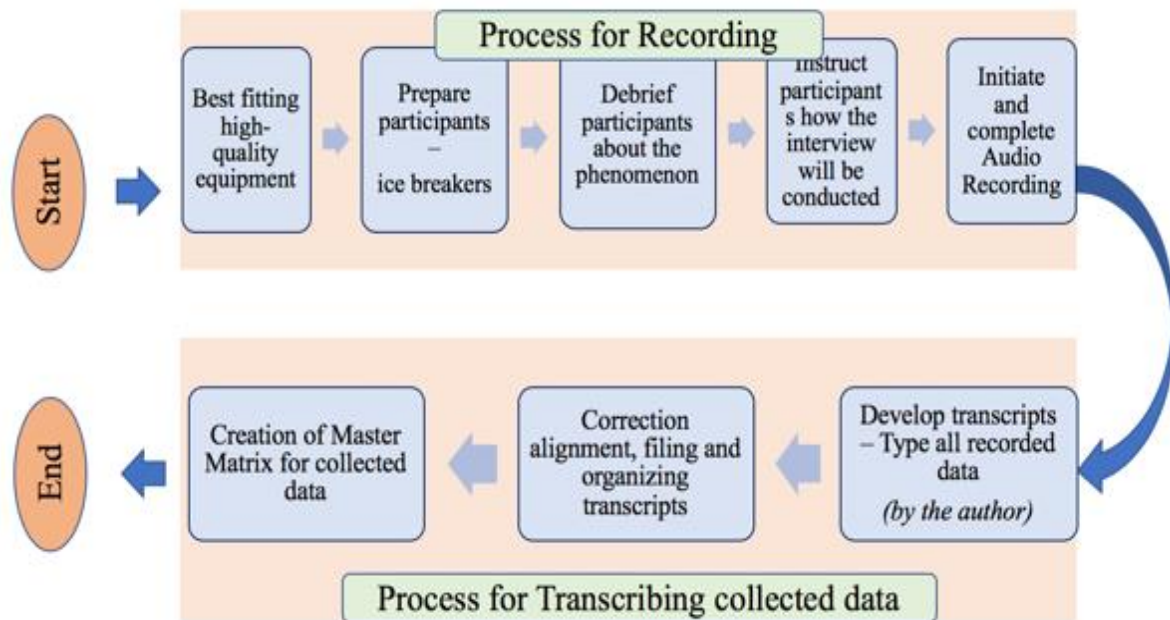 Process for Recording
Start
Best fitting
high-
quality
equipment
Prepare
participants
–
ice breakers
Debrief
participants
about the
phenomenon
Instruct
participant
s how the
interview
will be
conducted
Initiate
and
complete
Audio
Recording
Develop transcripts
– Type all recorded
data
(by the author)
Correction
alignment, filing and
organizing
transcripts
Creation of Master
Matrix for collected
data
End
Process for Transcribing collected data